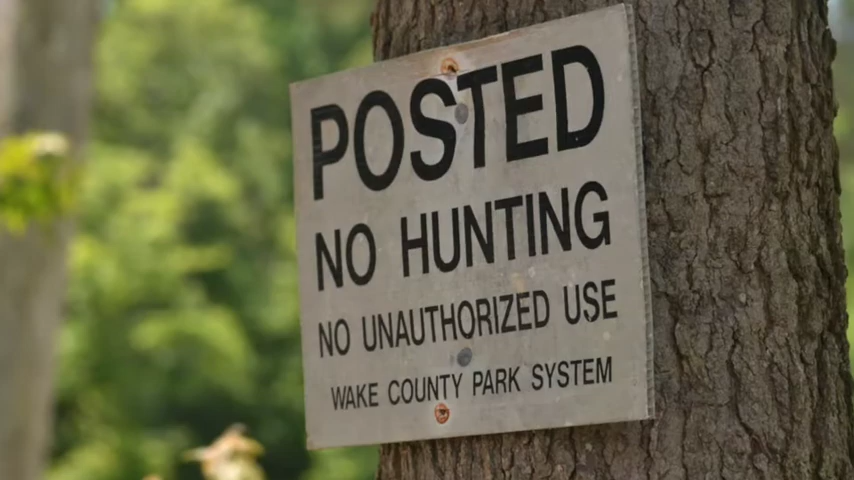 POSTED
NO HUNTING
NO UNAUTHORIZED USE
WAKE COUNTY PARK SYSTEM